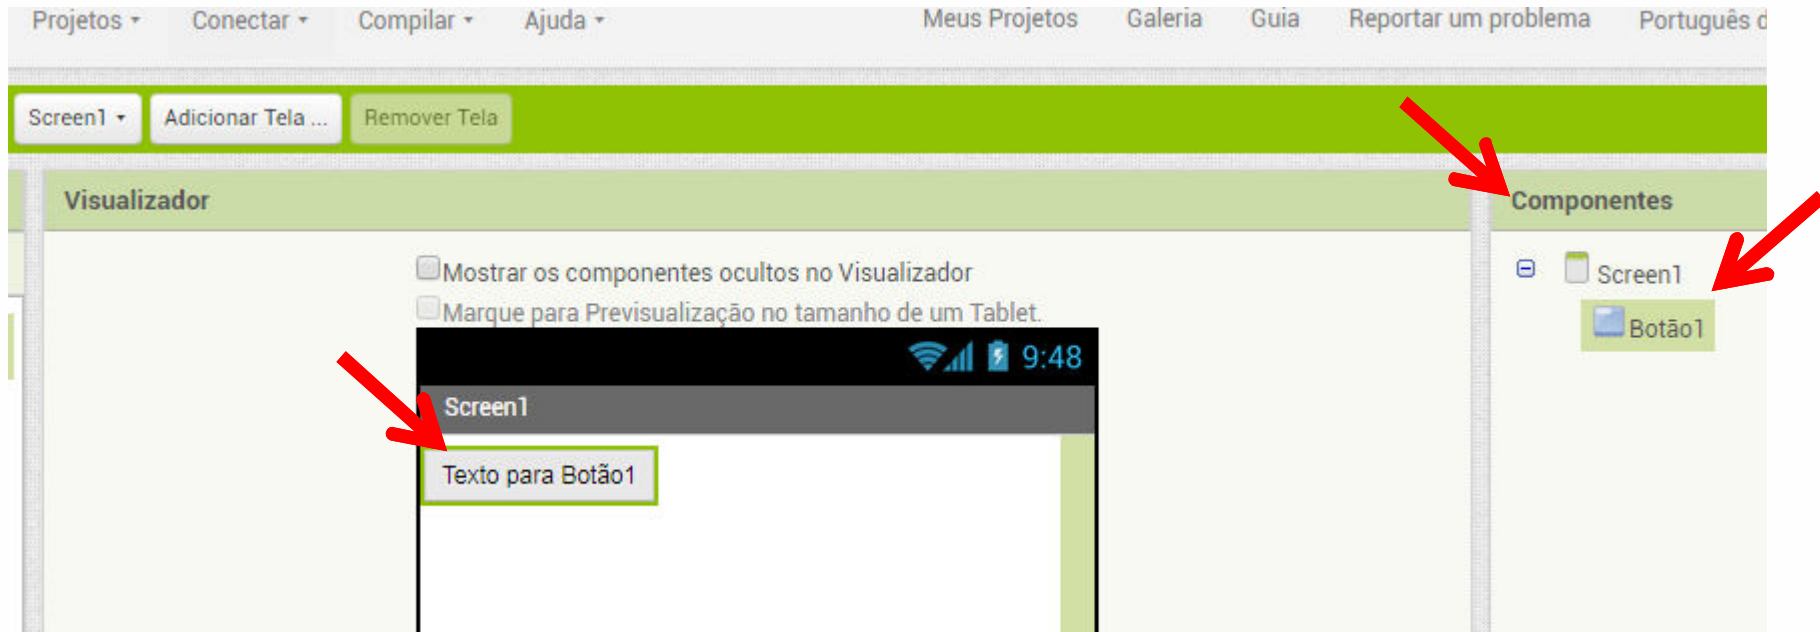 Projetos Conectar Compilar Ajuda Meus Projetos Galeria Guia Reportar um problema Português d
Screen1 Adicionar Tela ... Remover Tela
Visualizador
Componentes
Mostrar os componentes ocultos no Visualizador
Marque para Previsualização no tamanho de um Tablet.
9:48
Screen1
Texto para Botão1
Screen1
Botão1